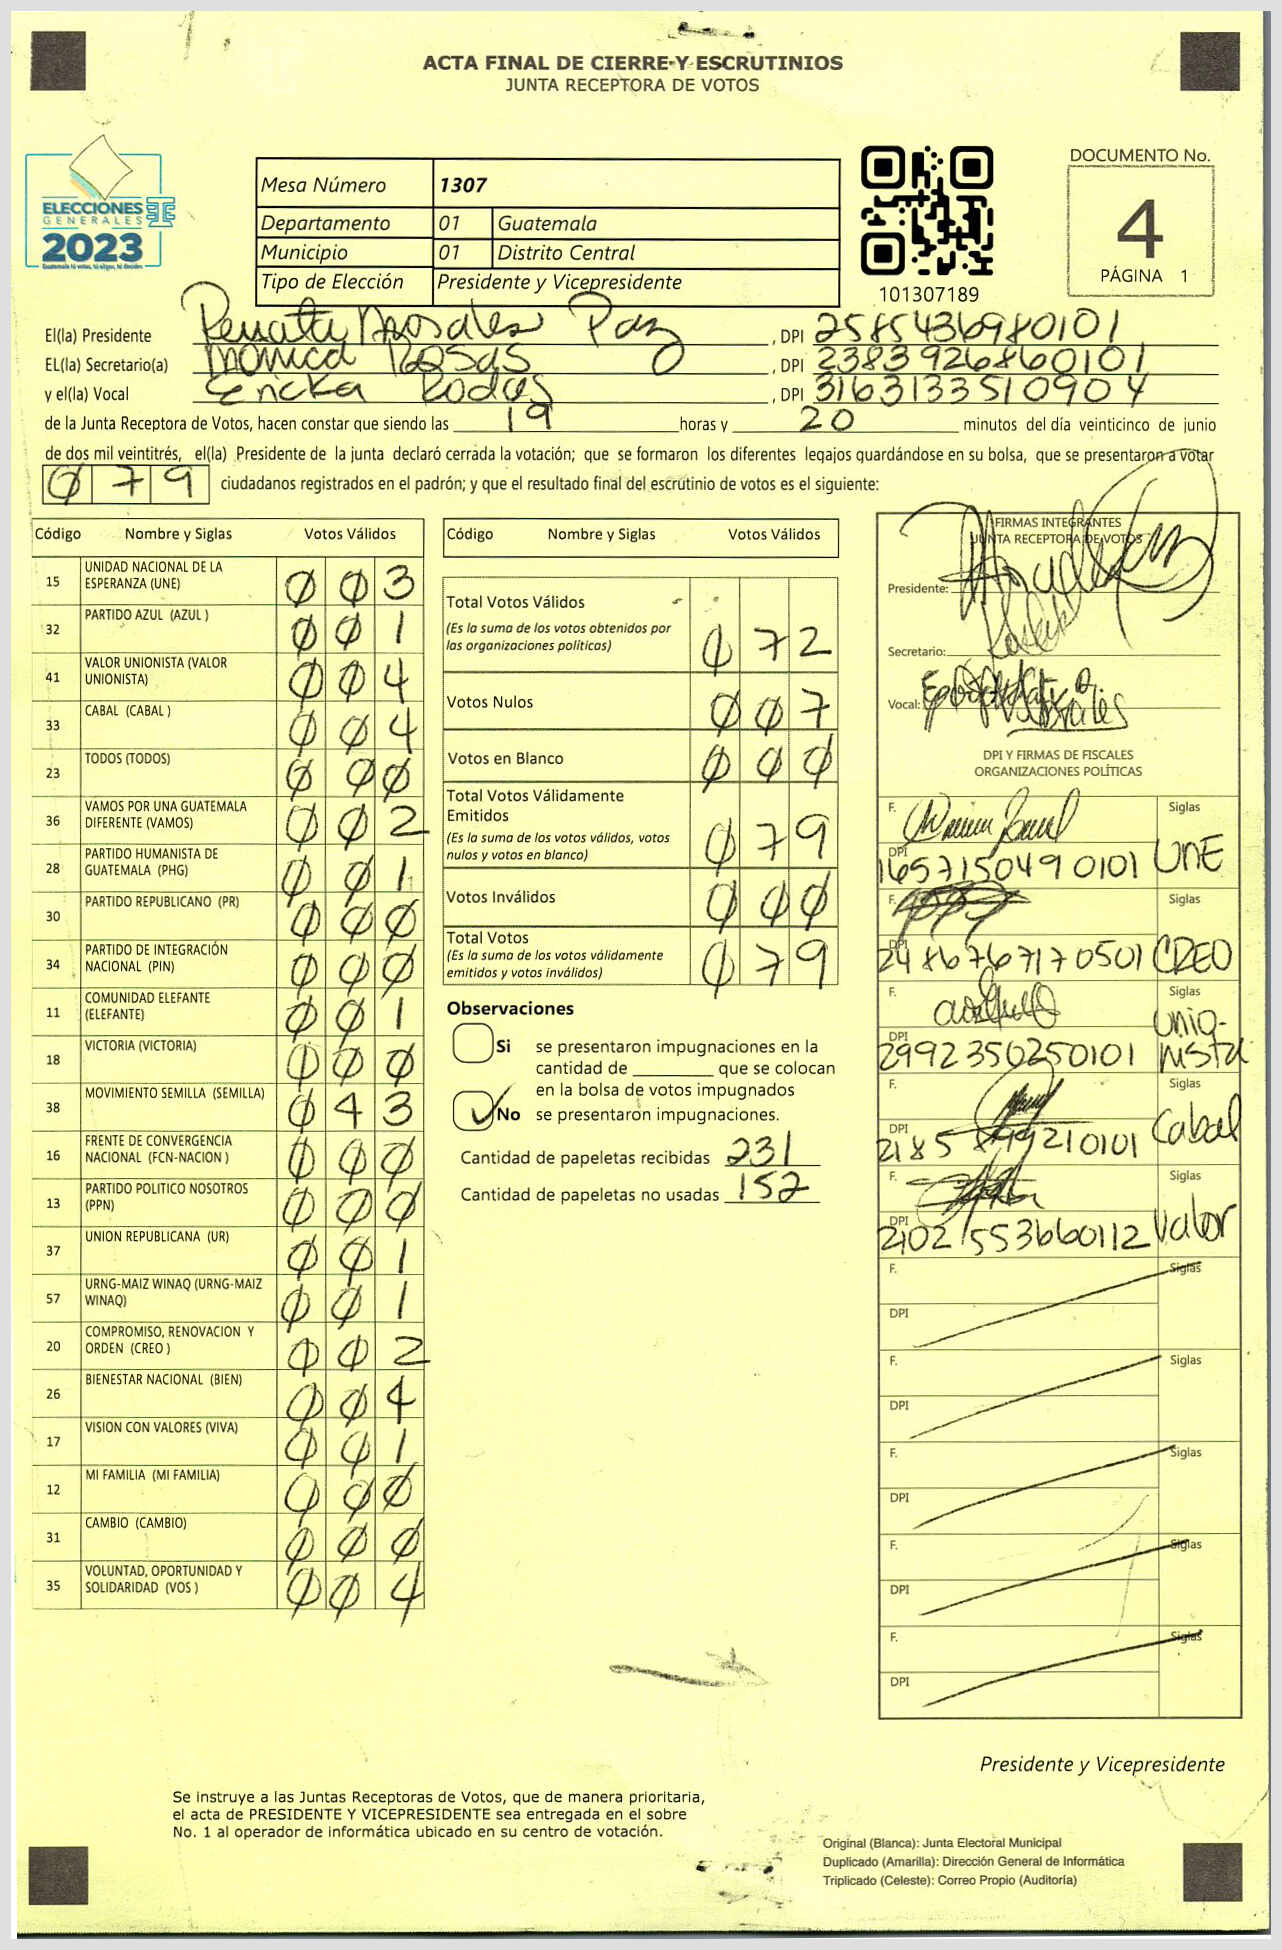 ACTA FINAL DE CIERRE Y ESCRUTINIOS
JUNTA RECEPTORA DE VOTOS
ELECCIONES
GENERALES
2023
Guatemala tú votas, tú eliges, tú decides
Mesa Número 1307
Departamento 01 Guatemala
Municipio 01 Distrito Central
Tipo de Elección Presidente y Vicepresidente
101307189
DOCUMENTO No.
4
PÁGINA 1
El(la) Presidente Renata Morales Paz, DPI 2585436980101
EL(la) Secretario(a) Monica Rosas, DPI 2383926860101
y el(la) Vocal Ericka Rodas, DPI 3163133510904
de la Junta Receptora de Votos, hacen constar que siendo las 19 horas y 20 minutos del día veinticinco de junio
de dos mil veintitrés, el(la) Presidente de la junta declaró cerrada la votación; que se formaron los diferentes legajos guardándose en su bolsa, que se presentaron a votar
079 ciudadanos registrados en el padrón; y que el resultado final del escrutinio de votos es el siguiente:
Código Nombre y Siglas Votos Válidos
15 UNIDAD NACIONAL DE LA ESPERANZA (UNE) 003
32 PARTIDO AZUL (AZUL ) 001
41 VALOR UNIONISTA (VALOR UNIONISTA) 004
33 CABAL (CABAL ) 004
23 TODOS (TODOS) 000
36 VAMOS POR UNA GUATEMALA DIFERENTE (VAMOS) 002
28 PARTIDO HUMANISTA DE GUATEMALA (PHG) 001
30 PARTIDO REPUBLICANO (PR) 000
34 PARTIDO DE INTEGRACIÓN NACIONAL (PIN) 000
11 COMUNIDAD ELEFANTE (ELEFANTE) 001
18 VICTORIA (VICTORIA) 000
38 MOVIMIENTO SEMILLA (SEMILLA) 043
16 FRENTE DE CONVERGENCIA NACIONAL (FCN-NACION ) 000
13 PARTIDO POLITICO NOSOTROS (PPN) 000
37 UNION REPUBLICANA (UR) 001
57 URNG-MAIZ WINAQ (URNG-MAIZ WINAQ) 001
20 COMPROMISO, RENOVACION Y ORDEN (CREO ) 002
26 BIENESTAR NACIONAL (BIEN) 004
17 VISION CON VALORES (VIVA) 001
12 MI FAMILIA (MI FAMILIA) 000
31 CAMBIO (CAMBIO) 000
35 VOLUNTAD, OPORTUNIDAD Y SOLIDARIDAD (VOS ) 004
Código Nombre y Siglas Votos Válidos
Total Votos Válidos
(Es la suma de los votos obtenidos por las organizaciones políticas) 072
Votos Nulos 007
Votos en Blanco 000
Total Votos Válidamente Emitidos
(Es la suma de los votos válidos, votos nulos y votos en blanco) 079
Votos Inválidos 000
Total Votos
(Es la suma de los votos válidamente emitidos y votos inválidos) 079
Observaciones
Si se presentaron impugnaciones en la
cantidad de ________ que se colocan
en la bolsa de votos impugnados
No se presentaron impugnaciones.
Cantidad de papeletas recibidas 231
Cantidad de papeletas no usadas 152
FIRMAS INTEGRANTES
JUNTA RECEPTORA DE VOTOS
Presidente:
Secretario:
Vocal:
DPI Y FIRMAS DE FISCALES
ORGANIZACIONES POLÍTICAS
F. Siglas
DPI 1657150490101 UNE
F. Siglas
DPI 2486767170501 CREO
F. Siglas
DPI 2992350250101
F. Siglas
DPI 2185899210101 Cabal
F. Siglas
DPI 2102553660112 Valor
F. Siglas
DPI
F. Siglas
DPI
F. Siglas
DPI
F. Siglas
DPI
F. Siglas
DPI
Presidente y Vicepresidente
Se instruye a las Juntas Receptoras de Votos, que de manera prioritaria,
el acta de PRESIDENTE Y VICEPRESIDENTE sea entregada en el sobre
No. 1 al operador de informática ubicado en su centro de votación.
Original (Blanca): Junta Electoral Municipal
Duplicado (Amarilla): Dirección General de Informática
Triplicado (Celeste): Correo Propio (Auditoría)